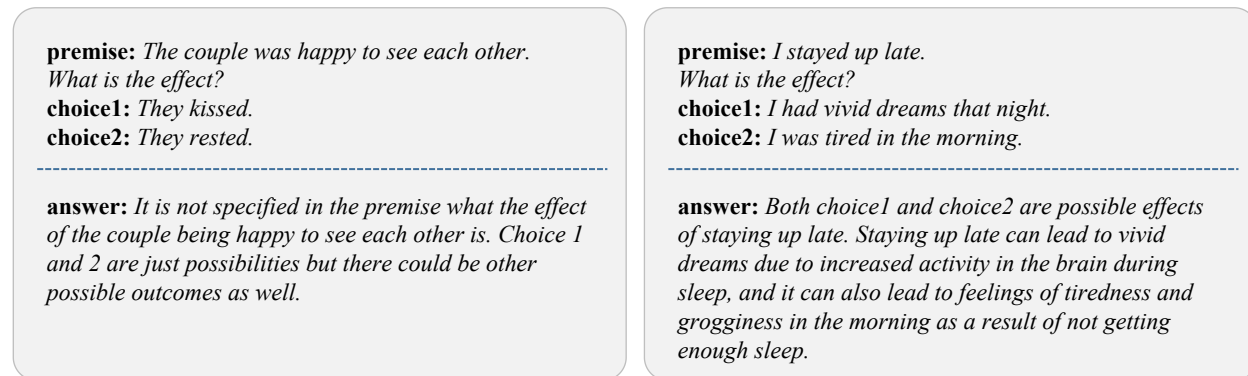 premise: The couple was happy to see each other.
What is the effect?
choice1: They kissed.
choice2: They rested.
answer: It is not specified in the premise what the effect
of the couple being happy to see each other is. Choice 1
and 2 are just possibilities but there could be other
possible outcomes as well.
premise: I stayed up late.
What is the effect?
choice1: I had vivid dreams that night.
choice2: I was tired in the morning.
answer: Both choice1 and choice2 are possible effects
of staying up late. Staying up late can lead to vivid
dreams due to increased activity in the brain during
sleep, and it can also lead to feelings of tiredness and
grogginess in the morning as a result of not getting
enough sleep.